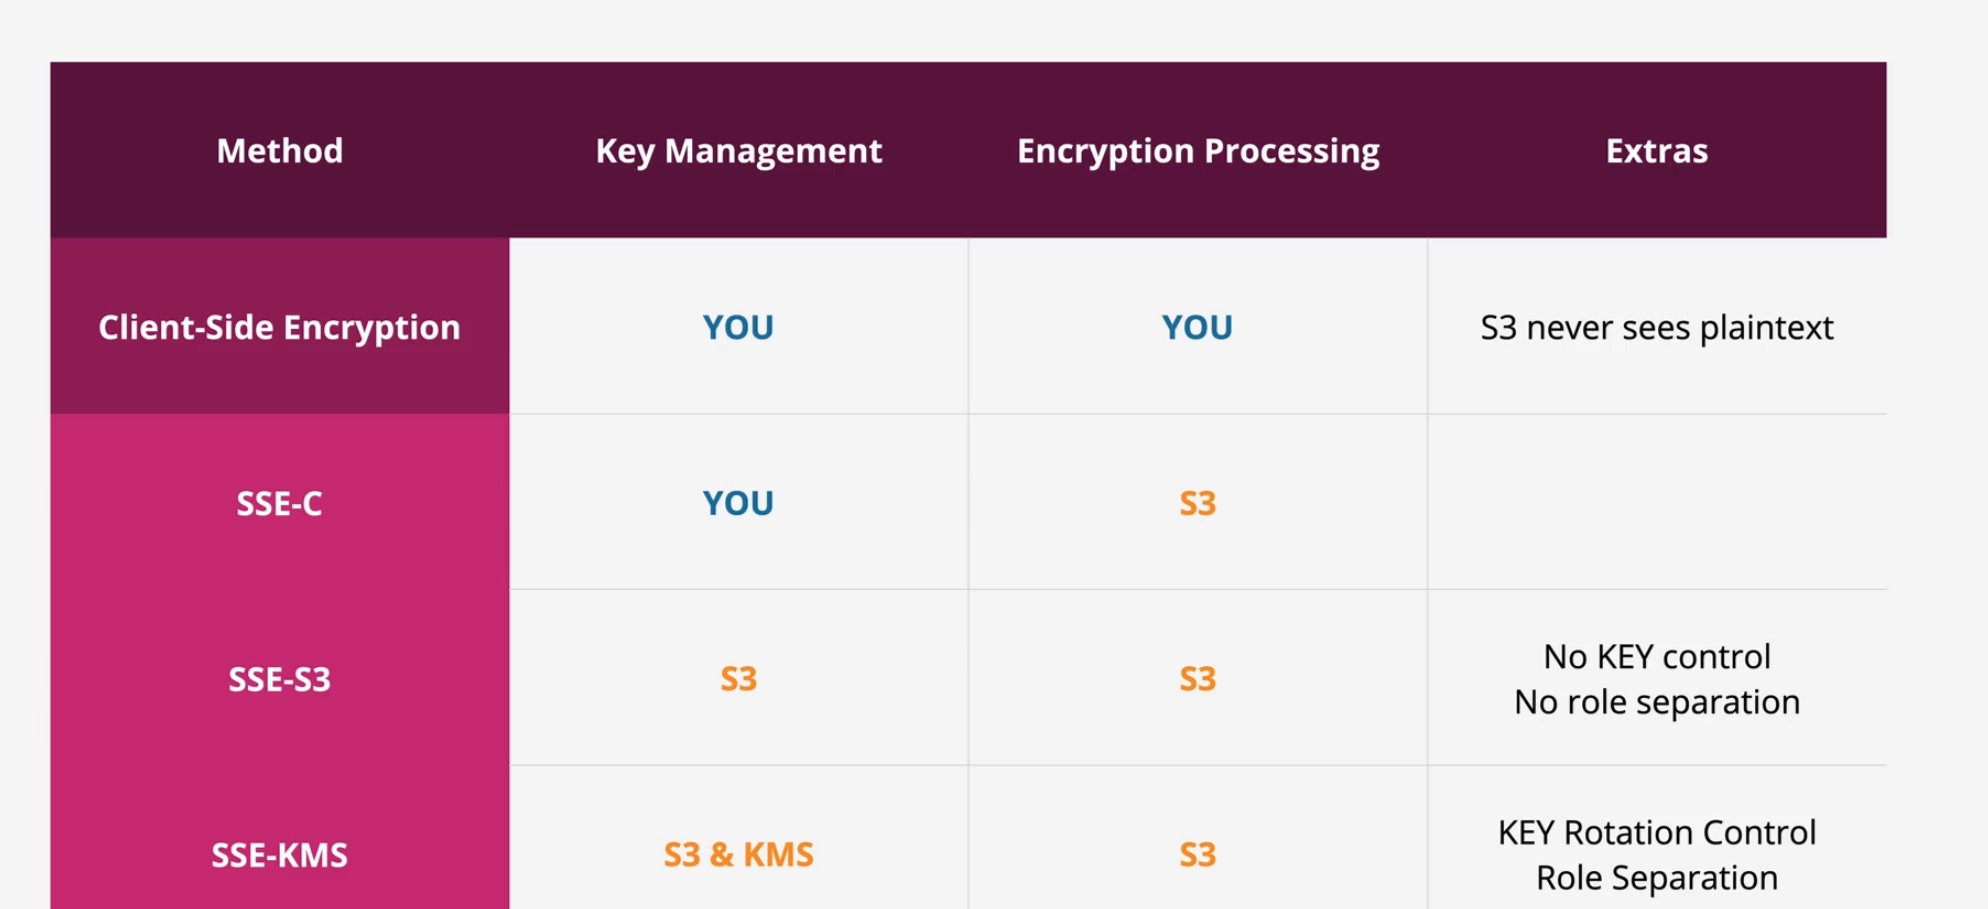 Method Key Management Encryption Processing Extras
Client-Side Encryption YOU YOU S3 never sees plaintext
SSE-C YOU S3
SSE-S3 S3 S3 No KEY control
No role separation
SSE-KMS S3 & KMS S3 KEY Rotation Control
Role Separation